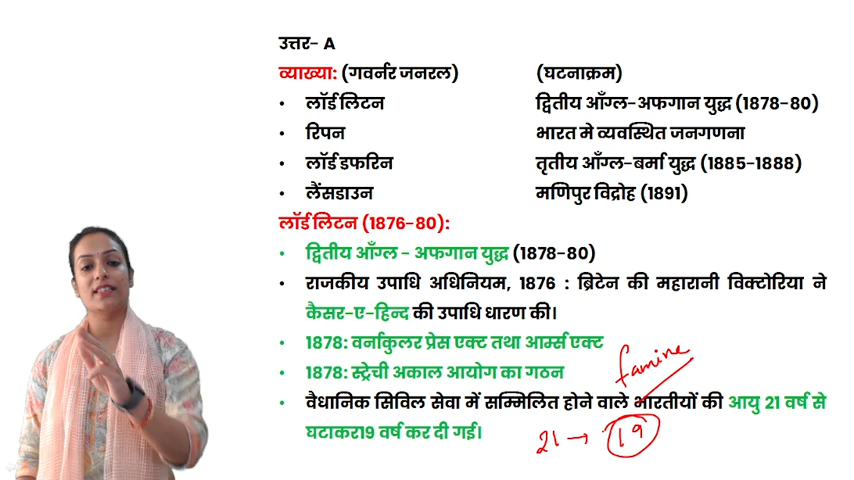 उत्तर- A
व्याख्या: (गवर्नर जनरल) (घटनाक्रम)
• लॉर्ड लिटन द्वितीय आँग्ल-अफगान युद्ध (1878-80)
• रिपन भारत मे व्यवस्थित जनगणना
• लॉर्ड डफरिन तृतीय आँग्ल-बर्मा युद्ध (1885-1888)
• लैंसडाउन मणिपुर विद्रोह (1891)
लॉर्ड लिटन (1876-80):
• द्वितीय आँग्ल - अफगान युद्ध (1878-80)
• राजकीय उपाधि अधिनियम, 1876 : ब्रिटेन की महारानी विक्टोरिया ने
कैसर-ए-हिन्द की उपाधि धारण की।
• 1878: वर्नाकुलर प्रेस एक्ट तथा आर्म्स एक्ट
famine
• 1878: स्ट्रेची अकाल आयोग का गठन
• वैधानिक सिविल सेवा में सम्मिलित होने वाले भारतीयों की आयु 21 वर्ष से
घटाकर19 वर्ष कर दी गई।
21 → 19